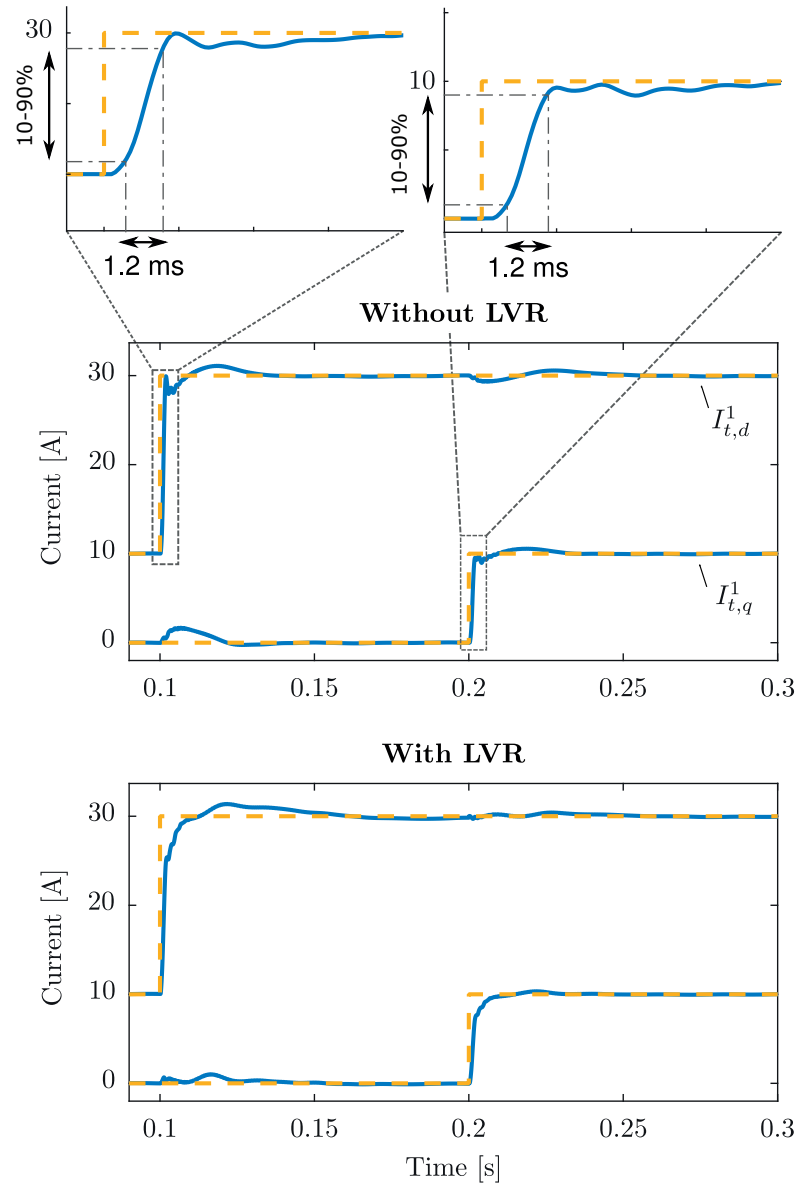 30
10-90%
1.2 ms
10
10-90%
1.2 ms
Without LVR
30
20
10
0
Current [A]
I^1_{t,d}
I^1_{t,q}
0.1
0.15
0.2
0.25
0.3
With LVR
30
20
10
0
Current [A]
0.1
0.15
0.2
0.25
0.3
Time [s]